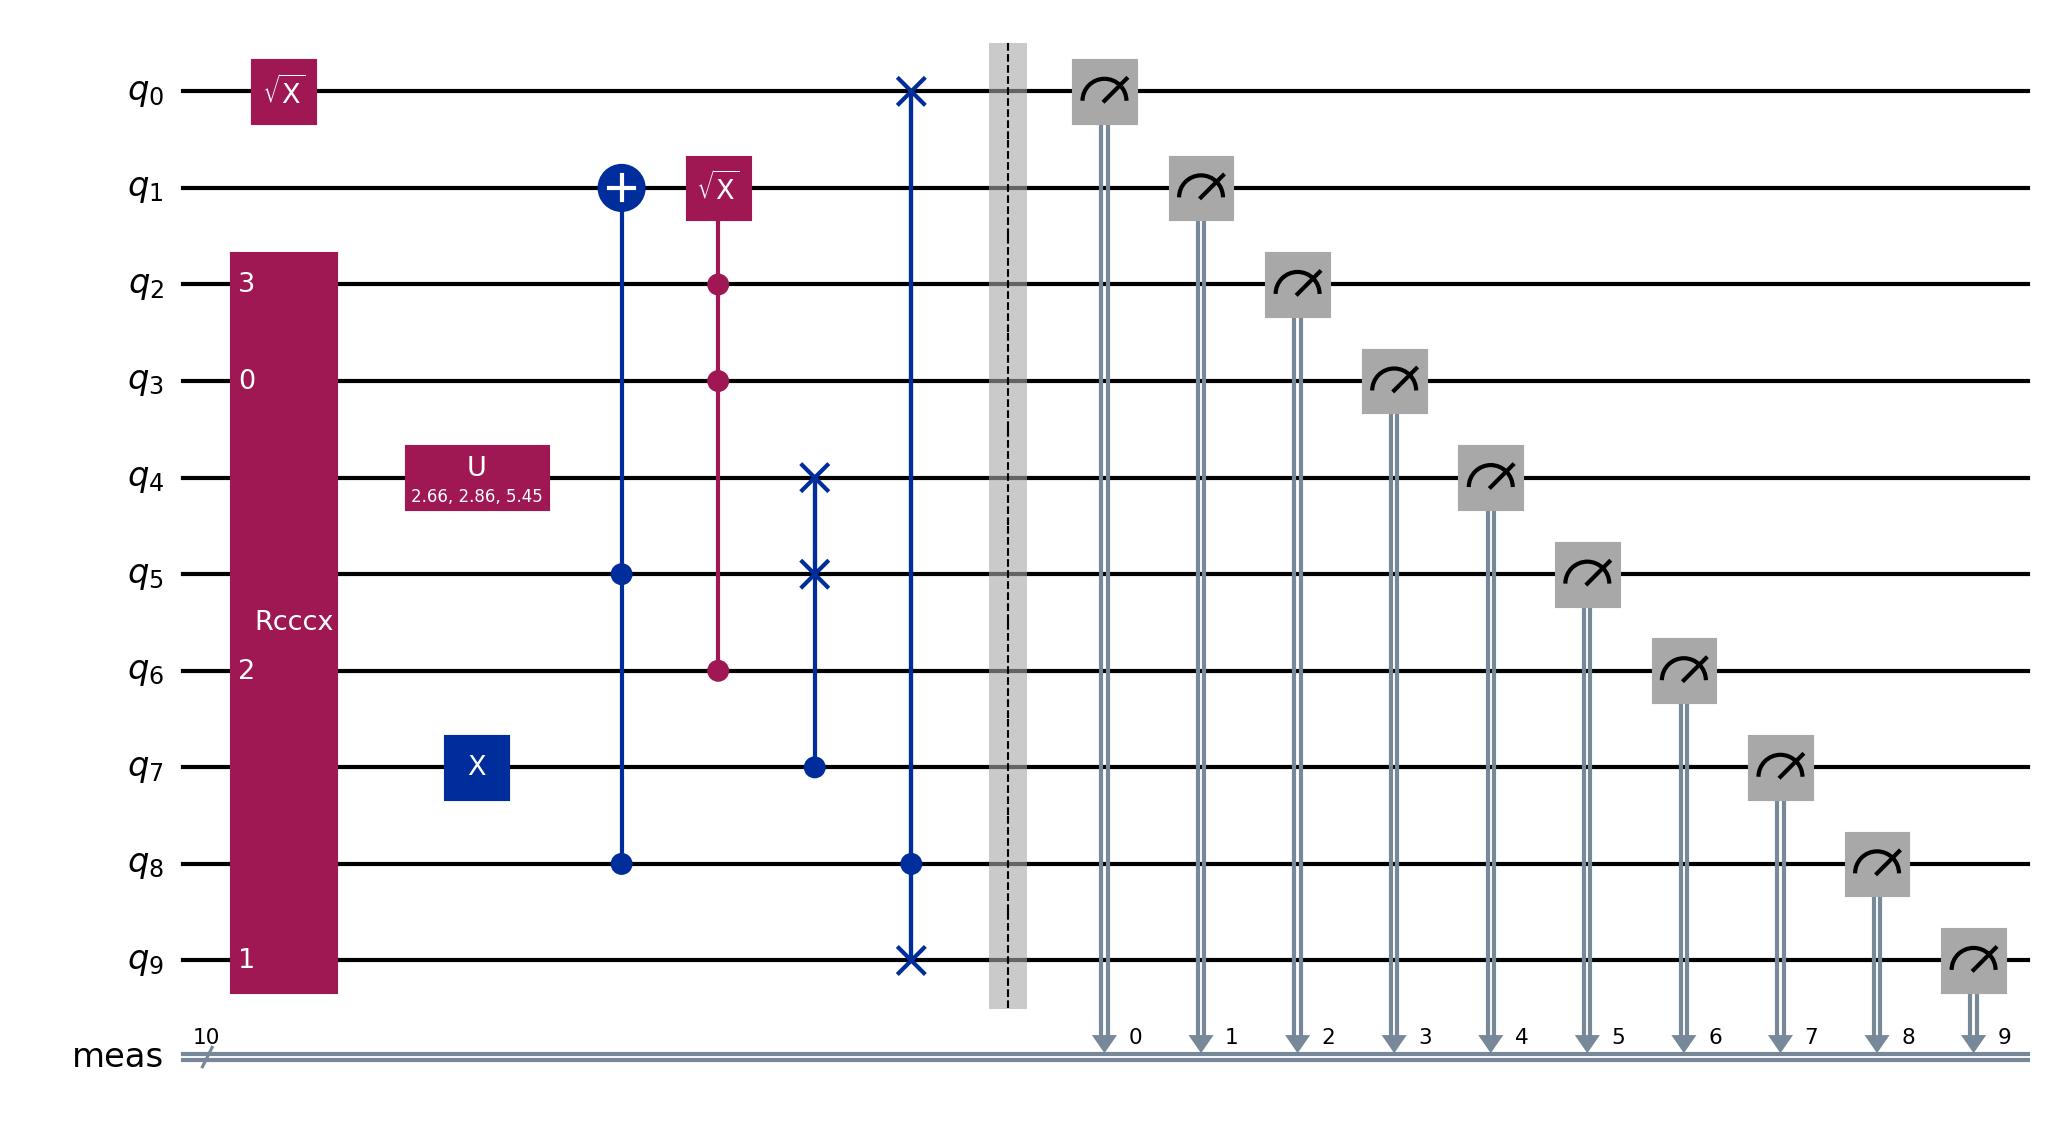 q0 √X
q1 √X
q2 3
q3 0
q4 U
2.66, 2.86, 5.45
q5
Rcccx
q6 2
q7 X
q8
q9 1
10 0 1 2 3 4 5 6 7 8 9
meas